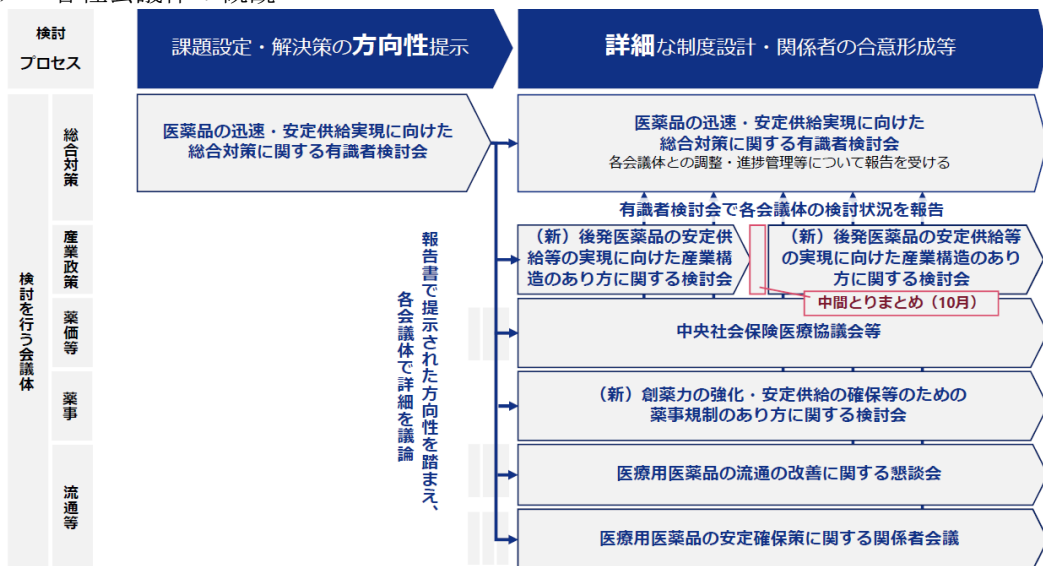 検討
プロセス
課題設定・解決策の方向性提示
詳細な制度設計・関係者の合意形成等
検討を行う会議体
総合対策
医薬品の迅速・安定供給実現に向けた
総合対策に関する有識者検討会
医薬品の迅速・安定供給実現に向けた
総合対策に関する有識者検討会
各会議体との調整・進捗管理等について報告を受ける
有識者検討会で各会議体の検討状況を報告
報告書で提示された方向性を踏まえ、
各会議体で詳細を議論
産業政策
（新）後発医薬品の安定供
給等の実現に向けた産業構
造のあり方に関する検討会
（新）後発医薬品の安定供給等
の実現に向けた産業構造のあり
方に関する検討会
中間とりまとめ（10月）
薬価等
中央社会保険医療協議会等
薬事
（新）創薬力の強化・安定供給の確保等のための
薬事規制のあり方に関する検討会
流通等
医療用医薬品の流通の改善に関する懇談会
医療用医薬品の安定確保策に関する関係者会議